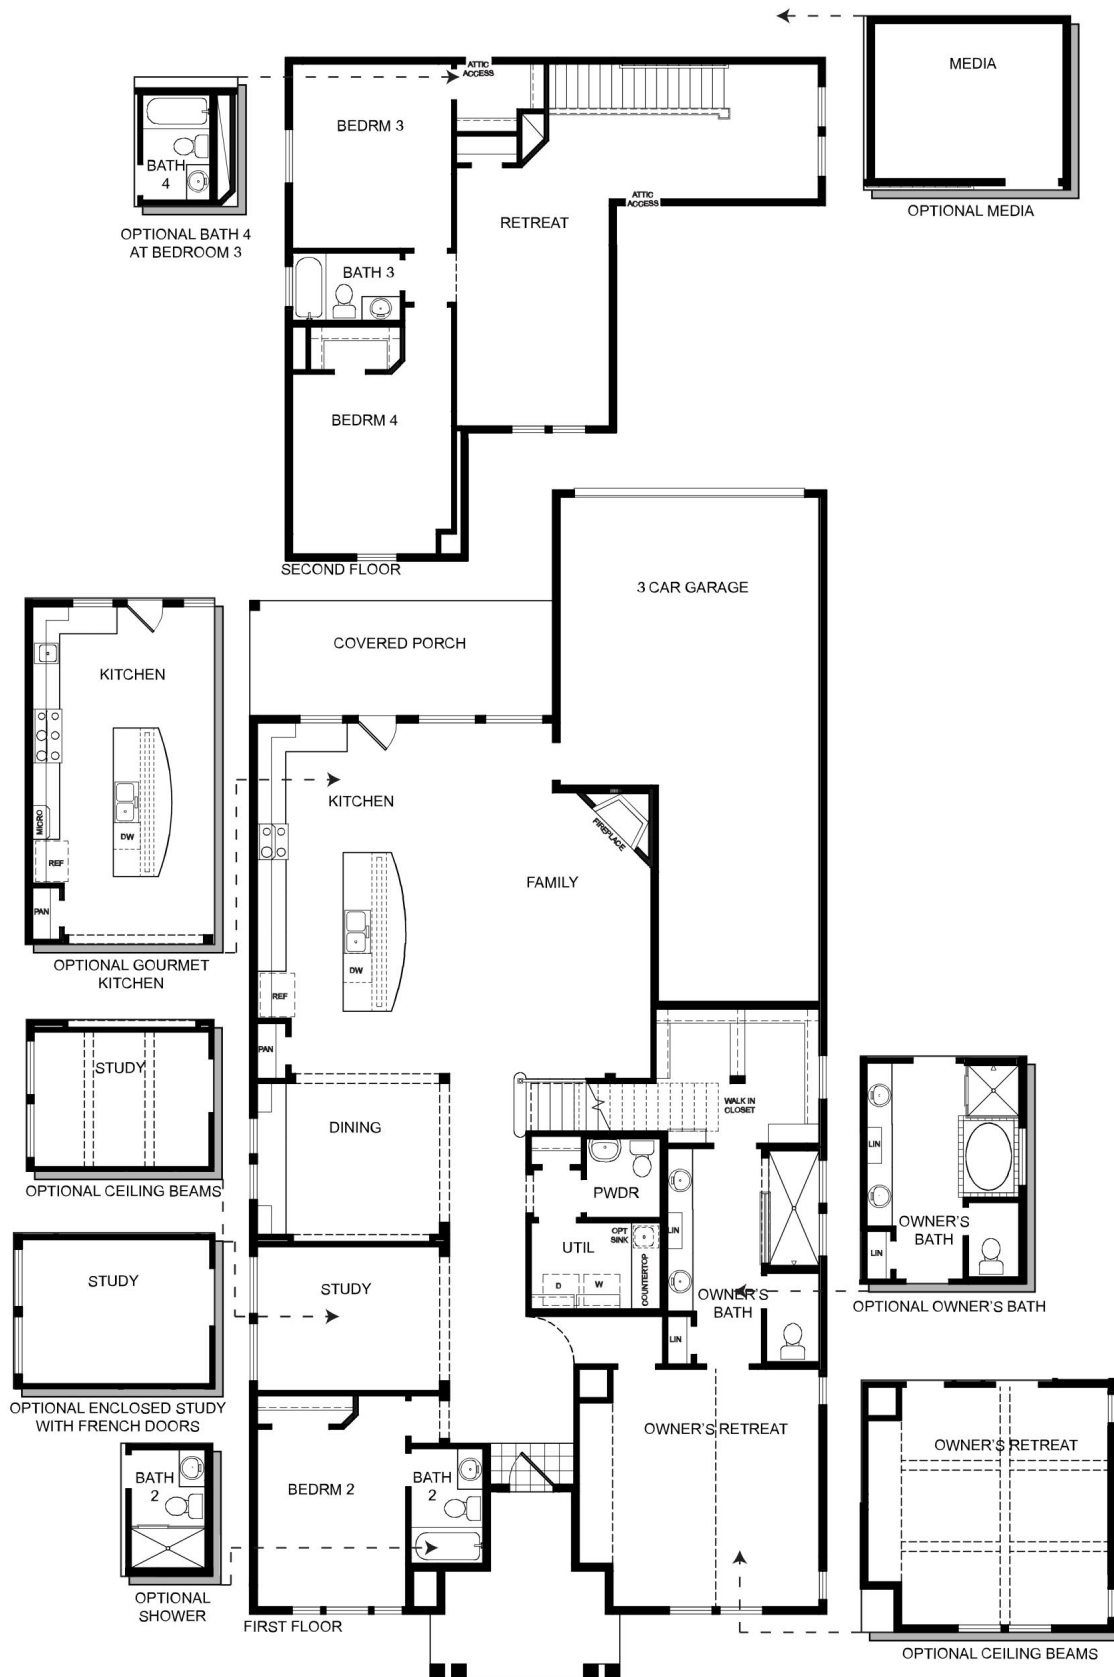 MEDIA
OPTIONAL MEDIA
ATTIC
ACCESS
BEDRM 3
BATH
4
OPTIONAL BATH 4
AT BEDROOM 3
ATTIC
ACCESS
RETREAT
BATH 3
BEDRM 4
SECOND FLOOR
3 CAR GARAGE
COVERED PORCH
KITCHEN
MICRO
DW
REF
PAN
OPTIONAL GOURMET
KITCHEN
KITCHEN
FIREPLACE
FAMILY
DW
REF
PAN
STUDY
OPTIONAL CEILING BEAMS
DINING
WALK IN
CLOSET
PWDR
OPT
SINK
UTIL
D
W
COUNTERTOP
LIN
OWNER'S
BATH
LIN
LIN
OWNER'S
BATH
LIN
OPTIONAL OWNER'S BATH
STUDY
OPTIONAL ENCLOSED STUDY
WITH FRENCH DOORS
STUDY
OWNER'S RETREAT
OWNER'S RETREAT
OPTIONAL CEILING BEAMS
BATH
2
OPTIONAL
SHOWER
BEDRM 2
BATH
2
FIRST FLOOR